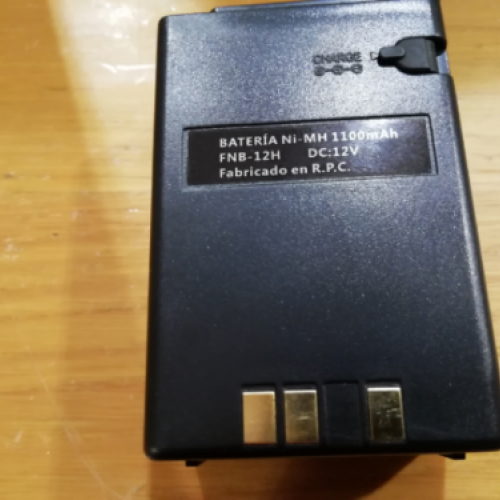 CHARGE
BATERÍA Ni-MH 1100mAh
FNB-12H DC:12V
Fabricado en R.P.C.